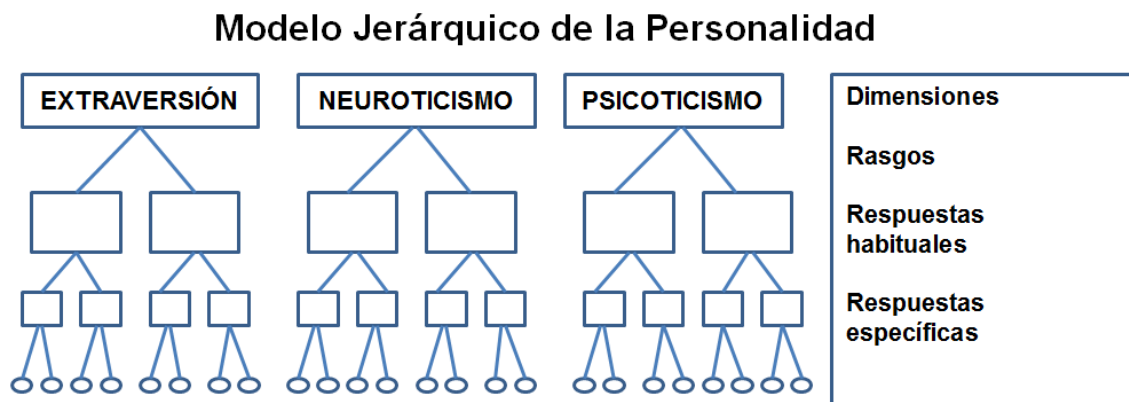 Modelo Jerárquico de la Personalidad
EXTRAVERSIÓN
NEUROTICISMO
PSICOTICISMO
Dimensiones
Rasgos
Respuestas
habituales
Respuestas
específicas